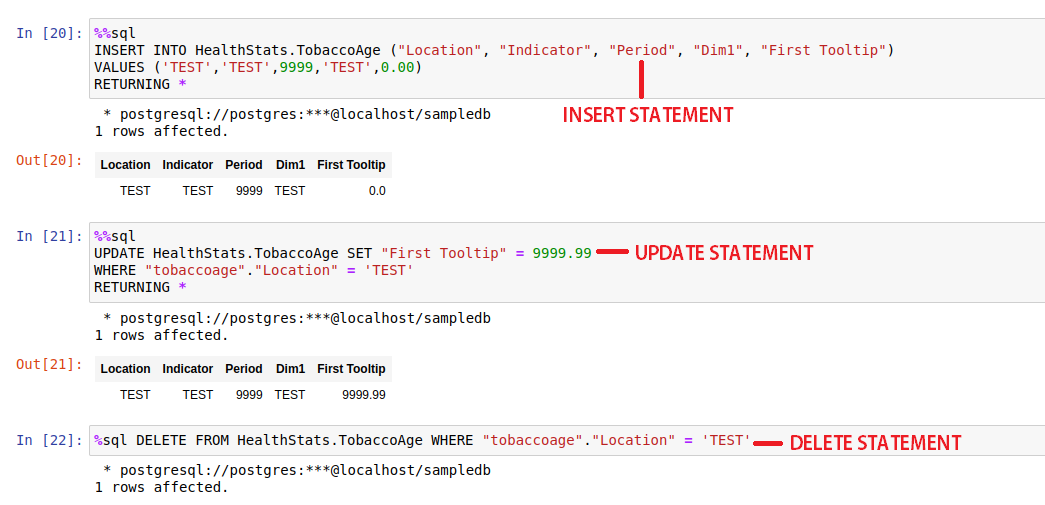 In [20]: %%sql
INSERT INTO HealthStats.TobaccoAge ("Location", "Indicator", "Period", "Dim1", "First Tooltip")
VALUES ('TEST','TEST',9999,'TEST',0.00)
RETURNING *
INSERT STATEMENT
* postgresql://postgres:***@localhost/sampledb
1 rows affected.
Out[20]:
Location Indicator Period Dim1 First Tooltip
TEST TEST 9999 TEST 0.0
In [21]: %%sql
UPDATE HealthStats.TobaccoAge SET "First Tooltip" = 9999.99 UPDATE STATEMENT
WHERE "tobaccoage"."Location" = 'TEST'
RETURNING *
* postgresql://postgres:***@localhost/sampledb
1 rows affected.
Out[21]:
Location Indicator Period Dim1 First Tooltip
TEST TEST 9999 TEST 9999.99
In [22]: %sql DELETE FROM HealthStats.TobaccoAge WHERE "tobaccoage"."Location" = 'TEST' DELETE STATEMENT
* postgresql://postgres:***@localhost/sampledb
1 rows affected.